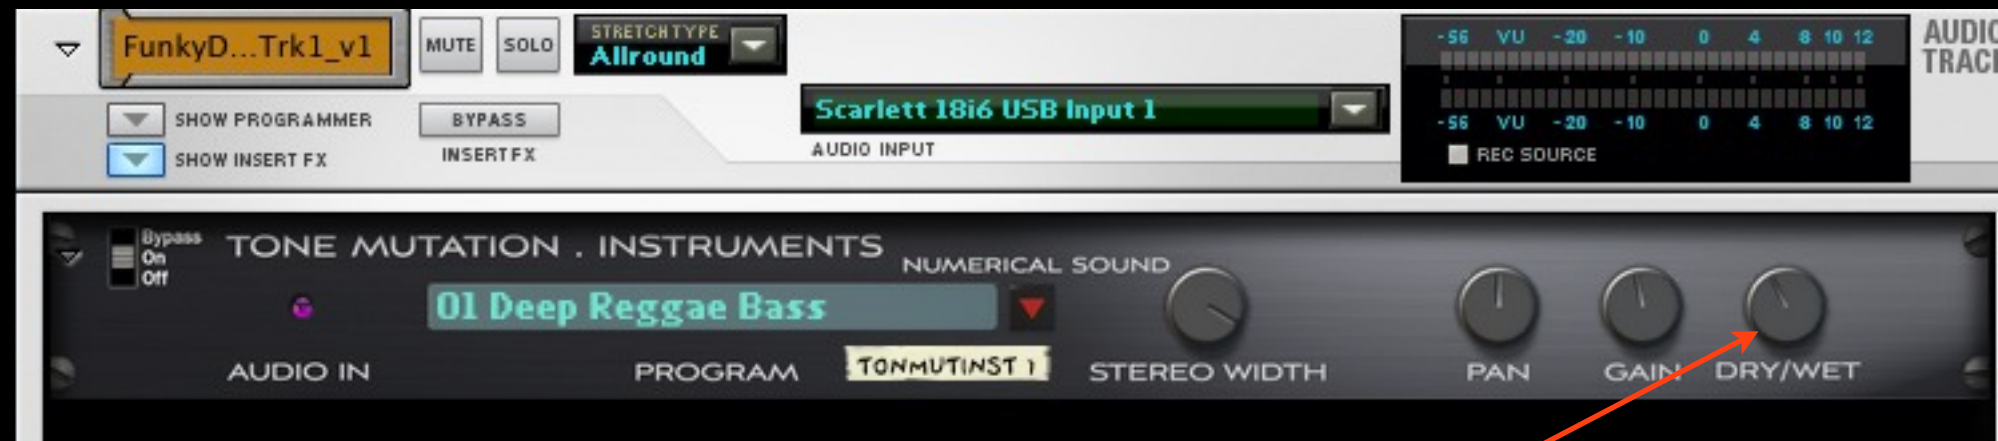 FunkyD...Trk1_v1
MUTE
SOLO
STRETCH TYPE
Allround
-56 VU -20 -10 0 4 8 10 12
AUDIO
TRAC
SHOW PROGRAMMER
BYPASS
Scarlett 18i6 USB Input 1
-56 VU -20 -10 0 4 8 10 12
SHOW INSERT FX
INSERT FX
AUDIO INPUT
REC SOURCE
Bypass
On
Off
TONE MUTATION . INSTRUMENTS
NUMERICAL SOUND
01 Deep Reggae Bass
AUDIO IN
PROGRAM
TONMUTINST 1
STEREO WIDTH
PAN
GAIN
DRY/WET